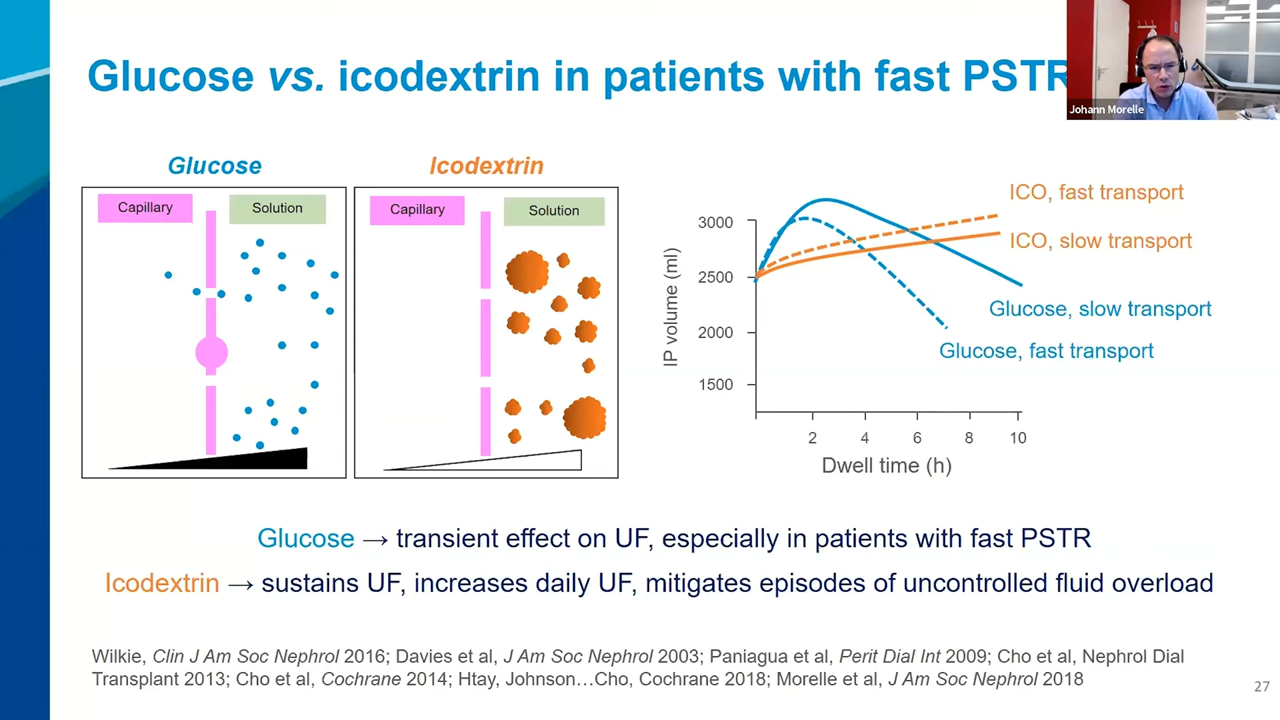 Glucose vs. icodextrin in patients with fast PSTR
Johann Morelle
Glucose
Icodextrin
Capillary
Solution
Capillary
Solution
ICO, fast transport
ICO, slow transport
Glucose, slow transport
Glucose, fast transport
IP volume (ml)
3000
2500
2000
1500
2
4
6
8
10
Dwell time (h)
Glucose → transient effect on UF, especially in patients with fast PSTR
Icodextrin → sustains UF, increases daily UF, mitigates episodes of uncontrolled fluid overload
Wilkie, Clin J Am Soc Nephrol 2016; Davies et al, J Am Soc Nephrol 2003; Paniagua et al, Perit Dial Int 2009; Cho et al, Nephrol Dial
Transplant 2013; Cho et al, Cochrane 2014; Htay, Johnson…Cho, Cochrane 2018; Morelle et al, J Am Soc Nephrol 2018
27